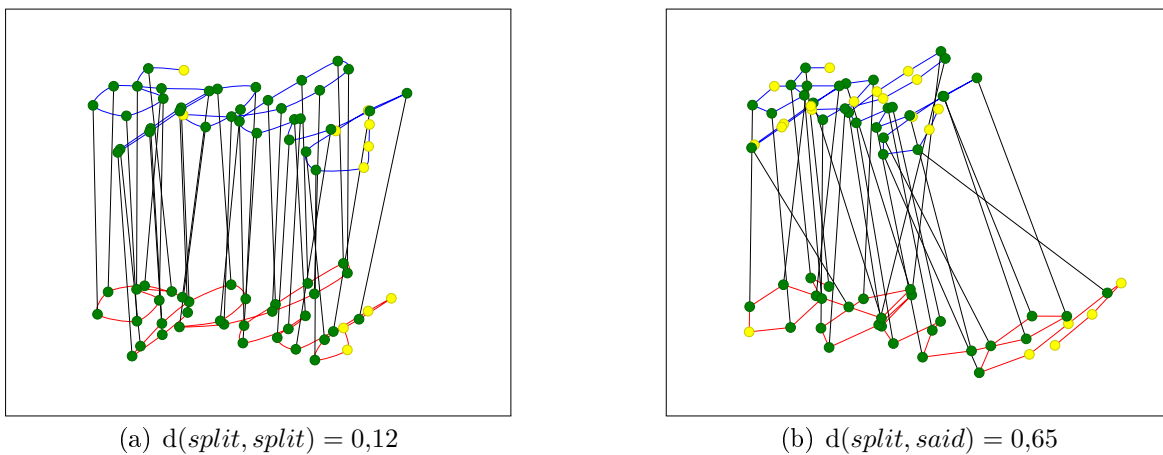 (a) d(split, split) = 0,12
(b) d(split, said) = 0,65